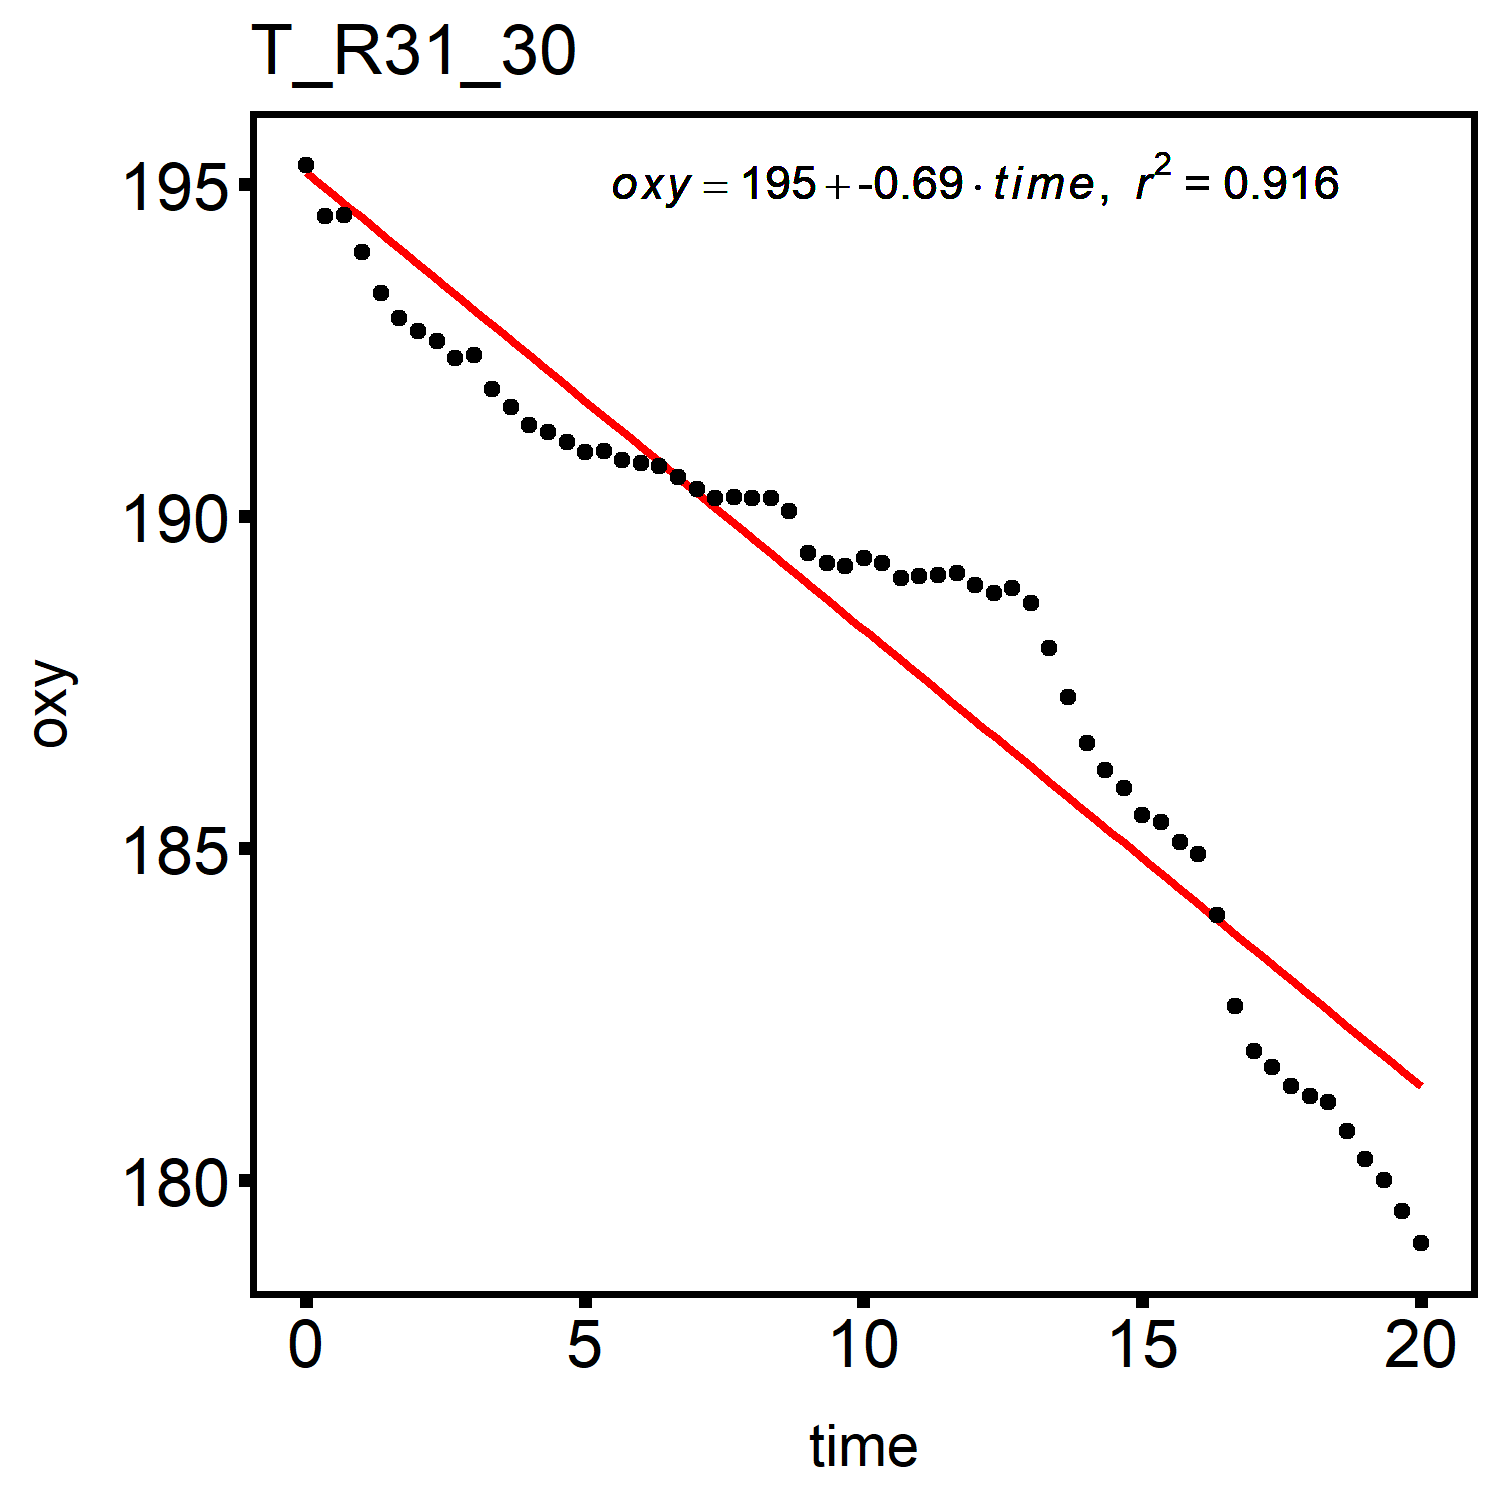 T_R31_30
oxy = 195 + -0.69 · time, r² = 0.916
195
190
185
180
oxy
0 5 10 15 20
time